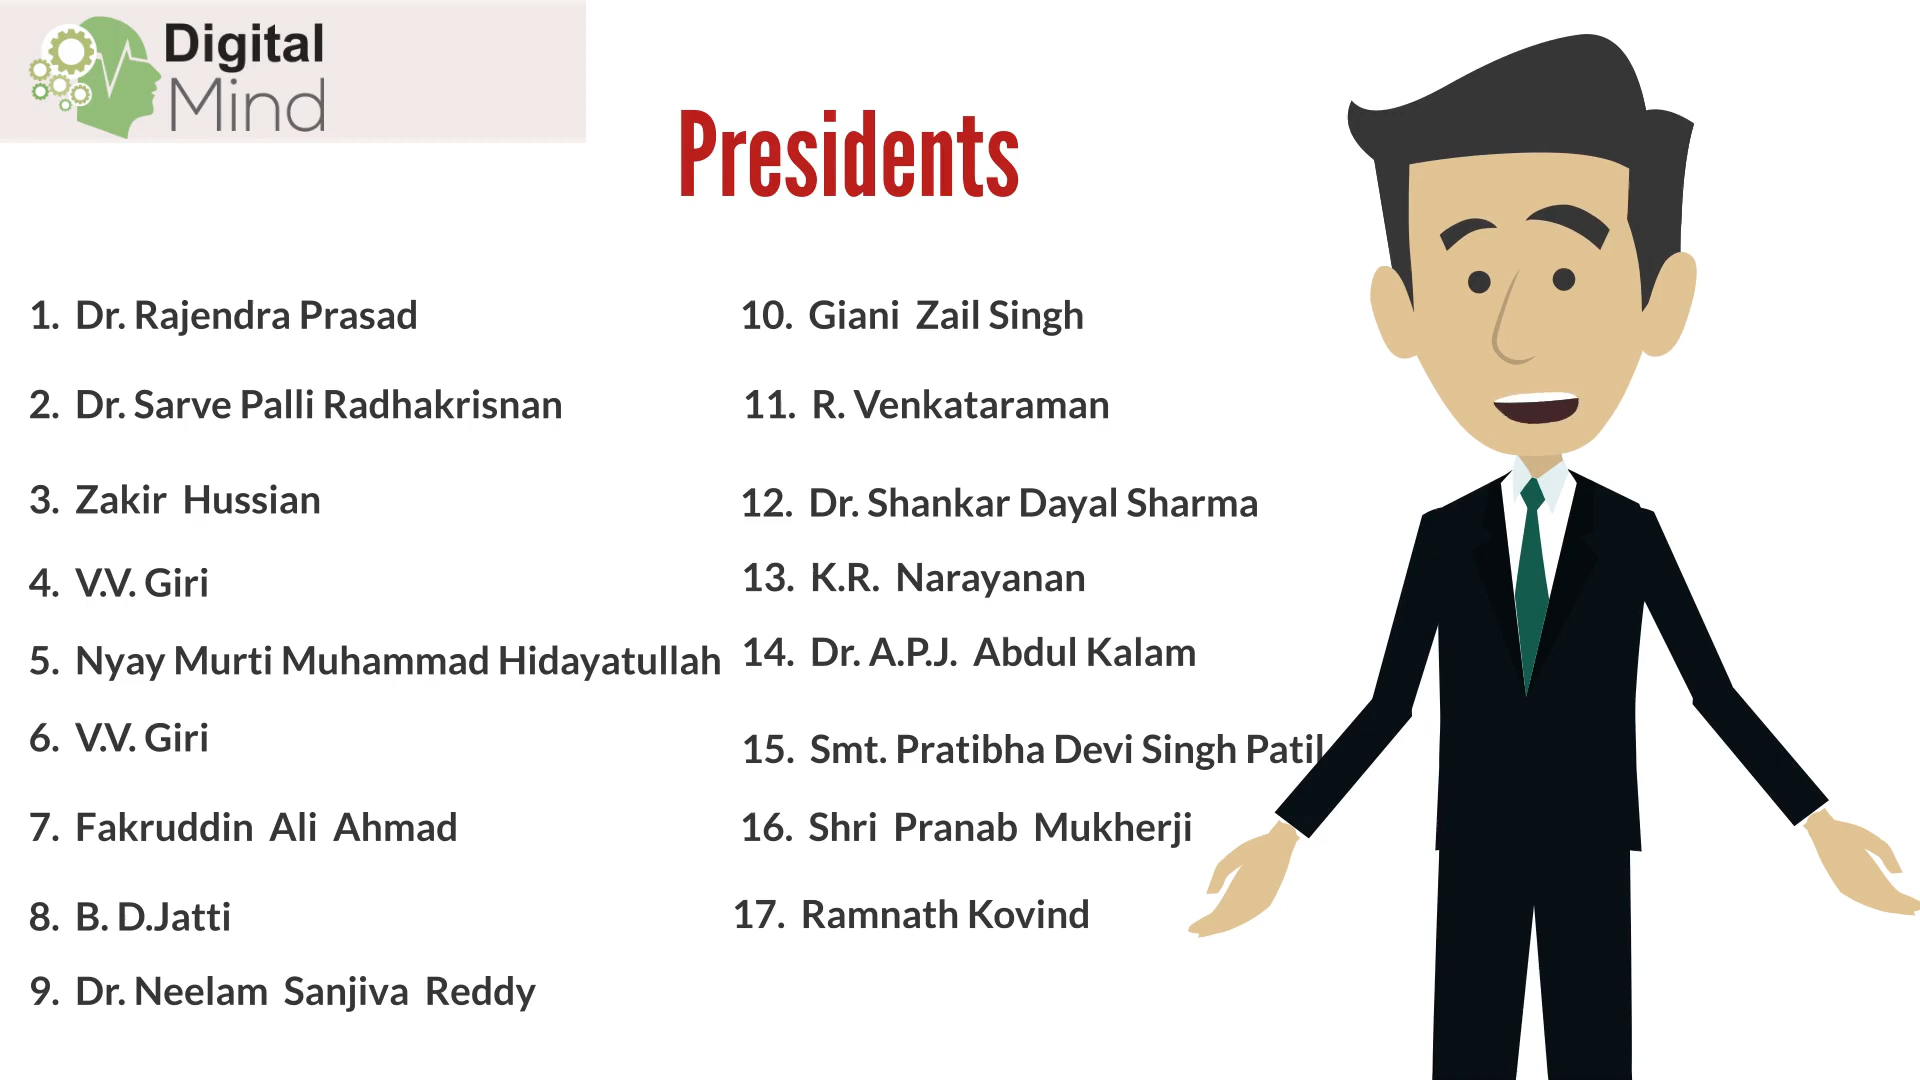 Digital
Mind
Presidents
1. Dr. Rajendra Prasad
2. Dr. Sarve Palli Radhakrisnan
3. Zakir Hussian
4. V.V. Giri
5. Nyay Murti Muhammad Hidayatullah
6. V.V. Giri
7. Fakruddin Ali Ahmad
8. B. D.Jatti
9. Dr. Neelam Sanjiva Reddy
10. Giani Zail Singh
11. R. Venkataraman
12. Dr. Shankar Dayal Sharma
13. K.R. Narayanan
14. Dr. A.P.J. Abdul Kalam
15. Smt. Pratibha Devi Singh Patil
16. Shri Pranab Mukherji
17. Ramnath Kovind